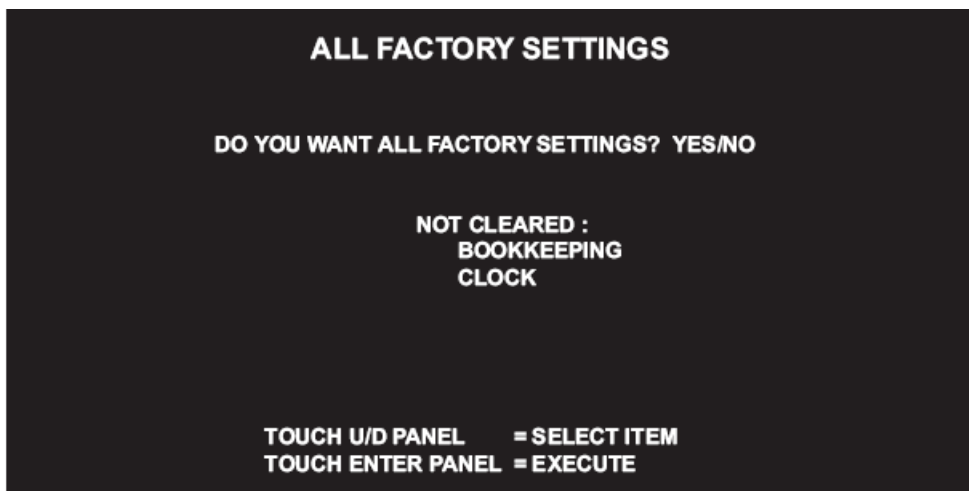 ALL FACTORY SETTINGS
DO YOU WANT ALL FACTORY SETTINGS? YES/NO
NOT CLEARED :
BOOKKEEPING
CLOCK
TOUCH U/D PANEL = SELECT ITEM
TOUCH ENTER PANEL = EXECUTE